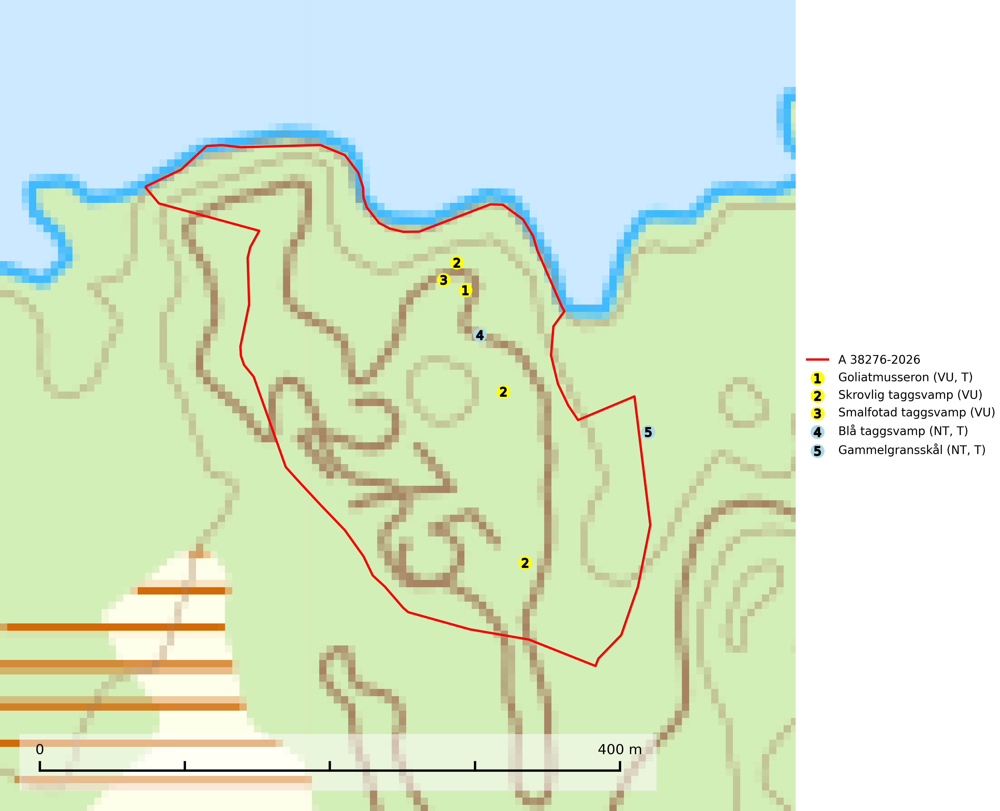 2
3
1
4
2
5
2
A 38276-2026
1 Goliatmusseron (VU, T)
2 Skrovlig taggsvamp (VU)
3 Smalfotad taggsvamp (VU)
4 Blå taggsvamp (NT, T)
5 Gammelgransskål (NT, T)
0 400 m